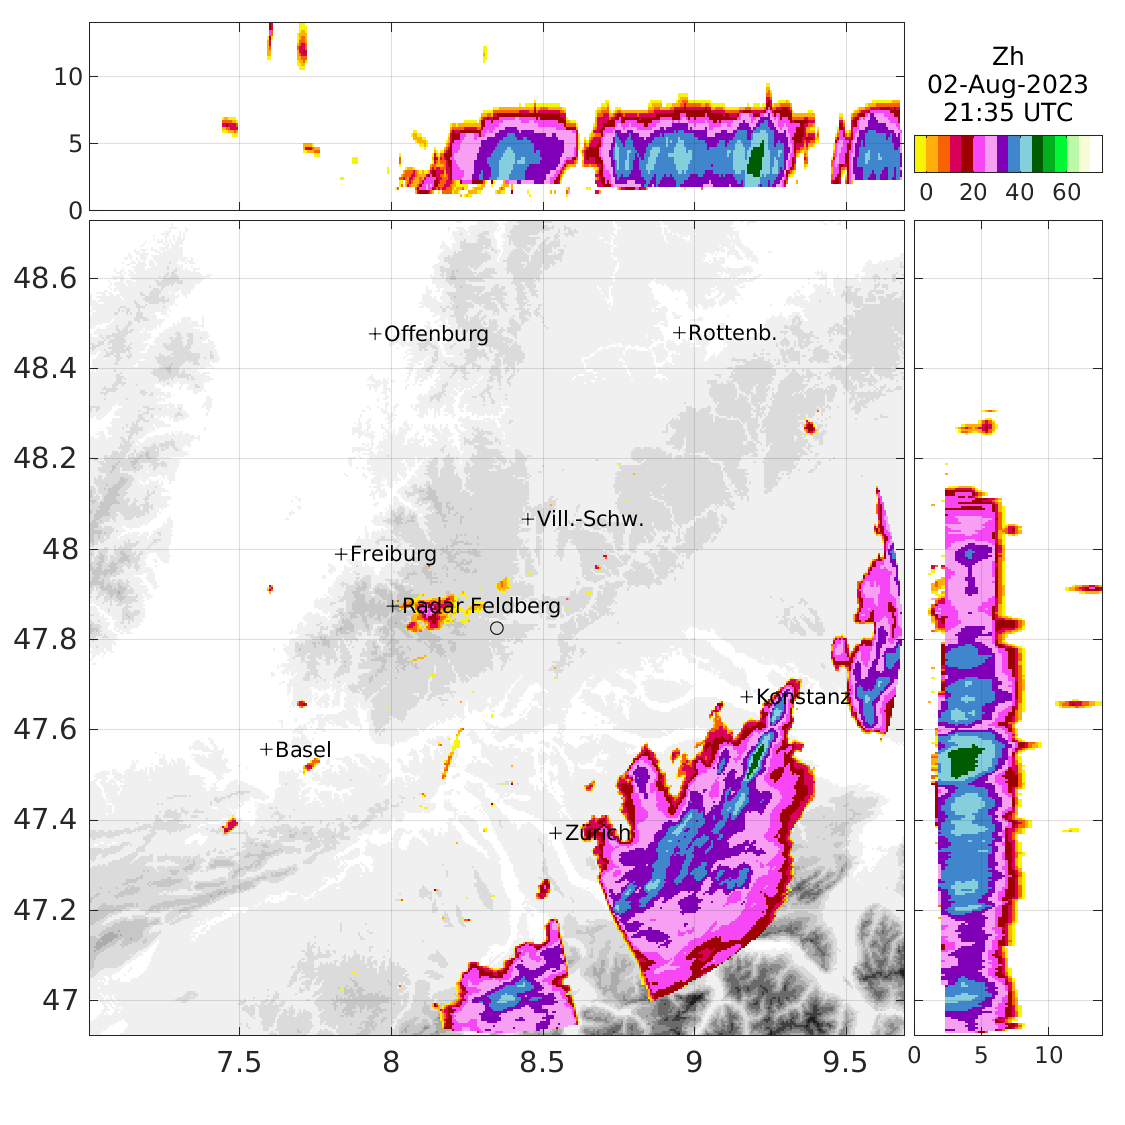 10
5
0
Zh
02-Aug-2023
21:35 UTC
0 20 40 60
48.6
48.4
48.2
48
47.8
47.6
47.4
47.2
47
Offenburg
Rottenb.
Vill.-Schw.
Freiburg
Radar Feldberg
Konstanz
Basel
Zürich
7.5 8 8.5 9 9.5
0 5 10